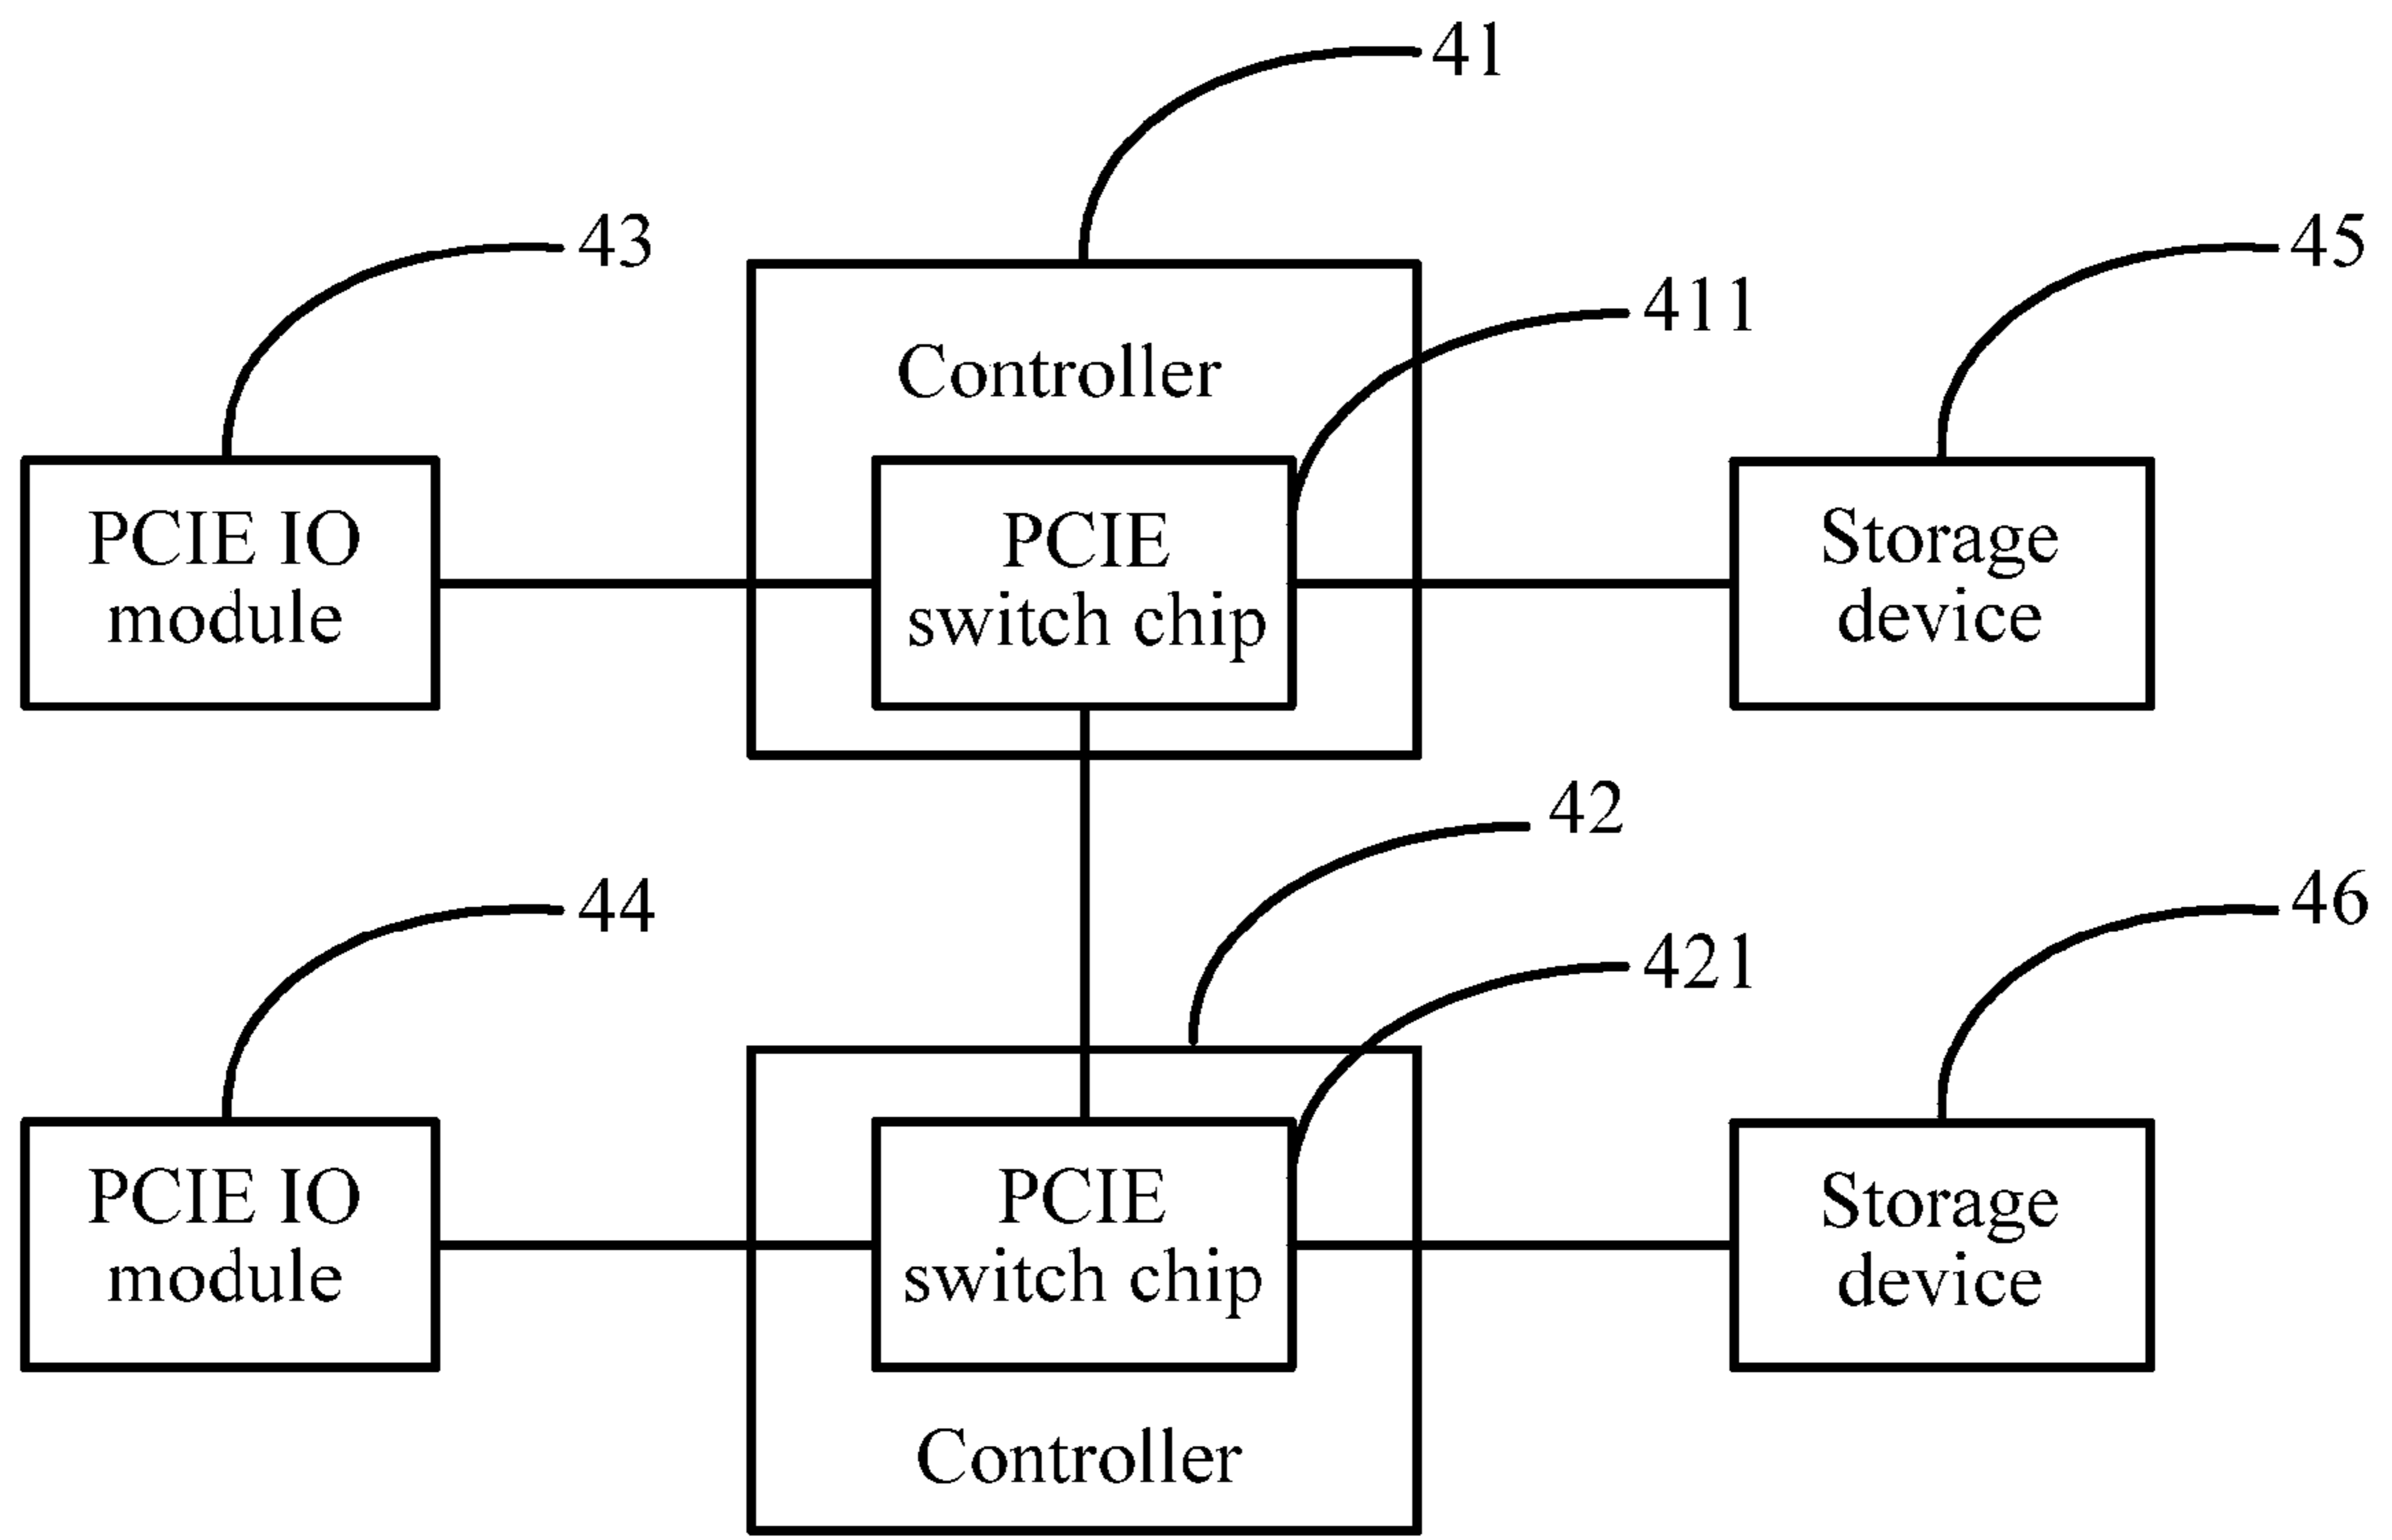 41
43
45
411
Controller
PCIE IO
module
PCIE
switch chip
Storage
device
42
44
46
421
PCIE IO
module
PCIE
switch chip
Storage
device
Controller